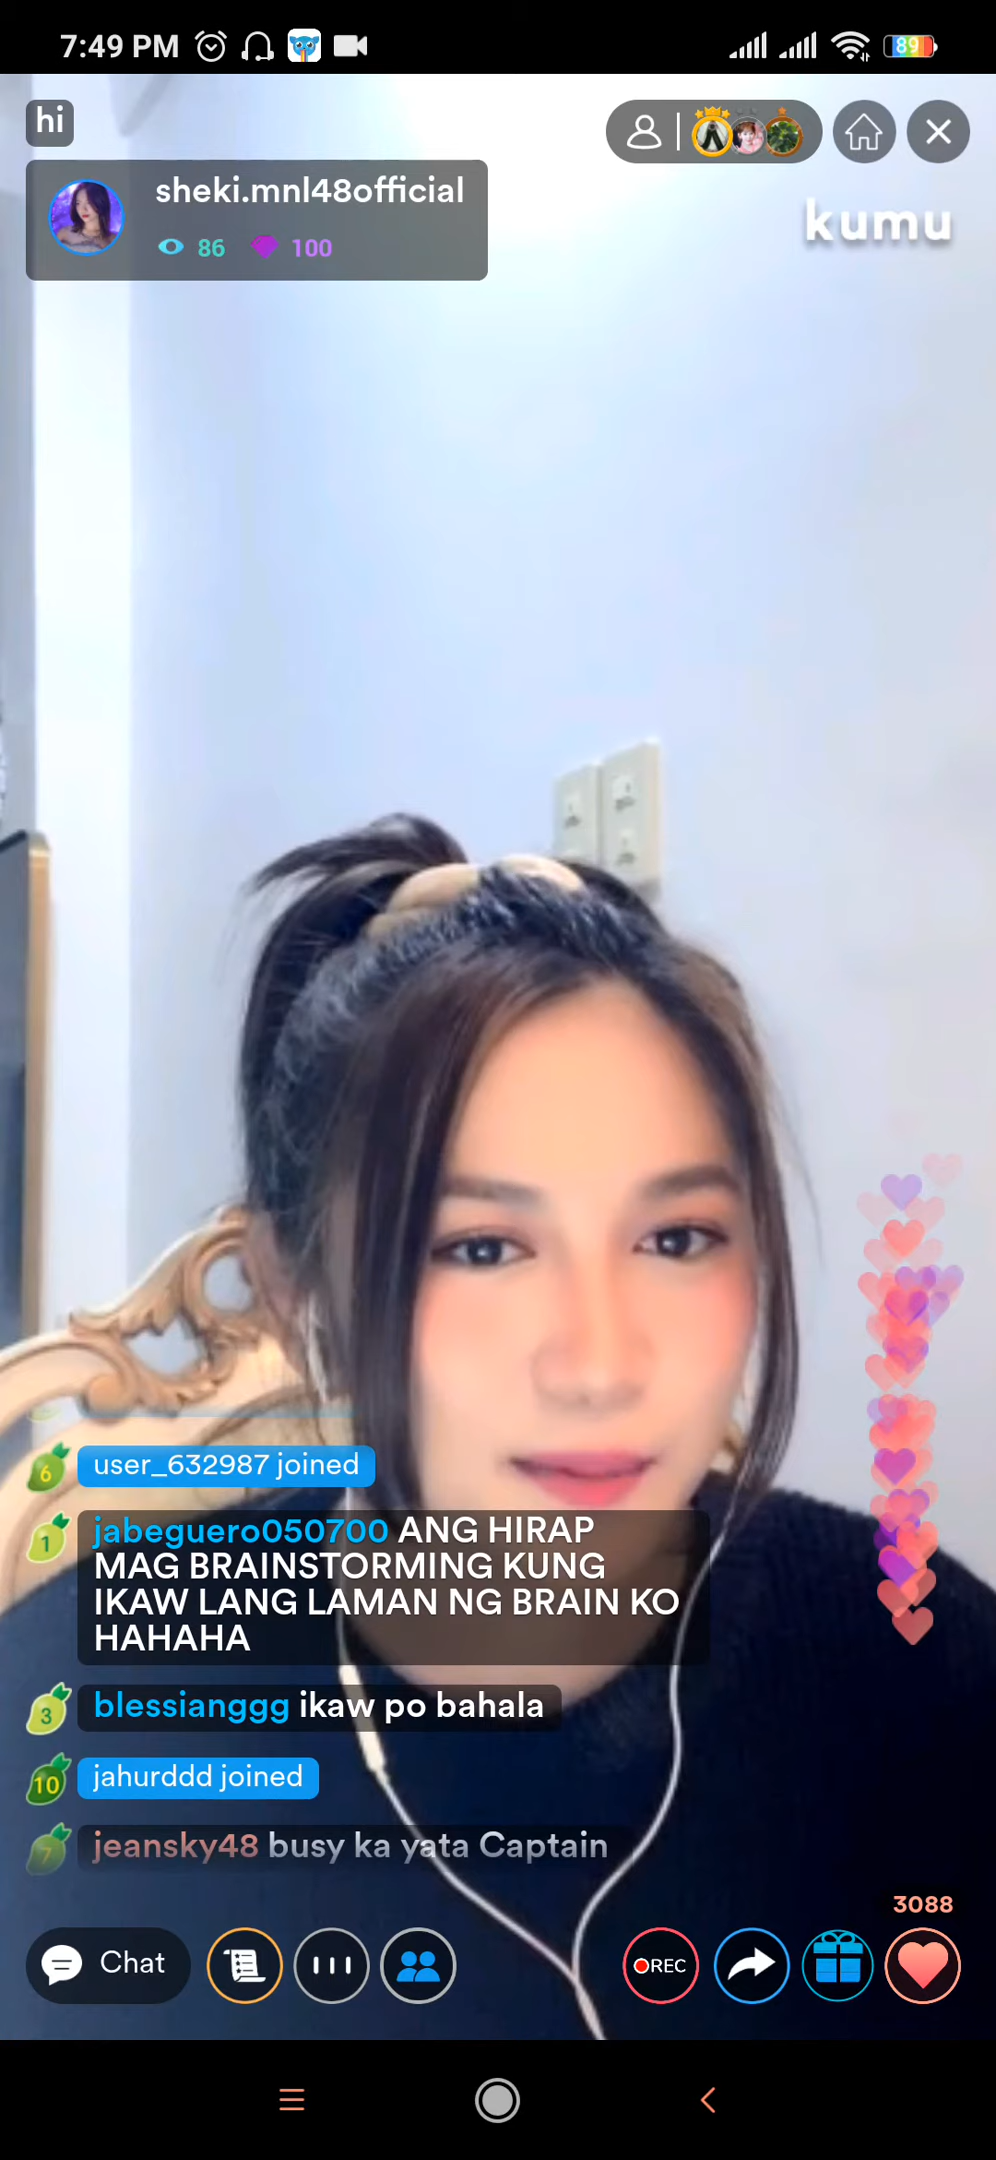 7:49 PM
89
hi
sheki.mnl48official
86 100
kumu
6 user_632987 joined
1 jabeguero050700 ANG HIRAP
MAG BRAINSTORMING KUNG
IKAW LANG LAMAN NG BRAIN KO
HAHAHA
3 blessianggg ikaw po bahala
10 jahurddd joined
7 jeansky48 busy ka yata Captain
3088
Chat
REC